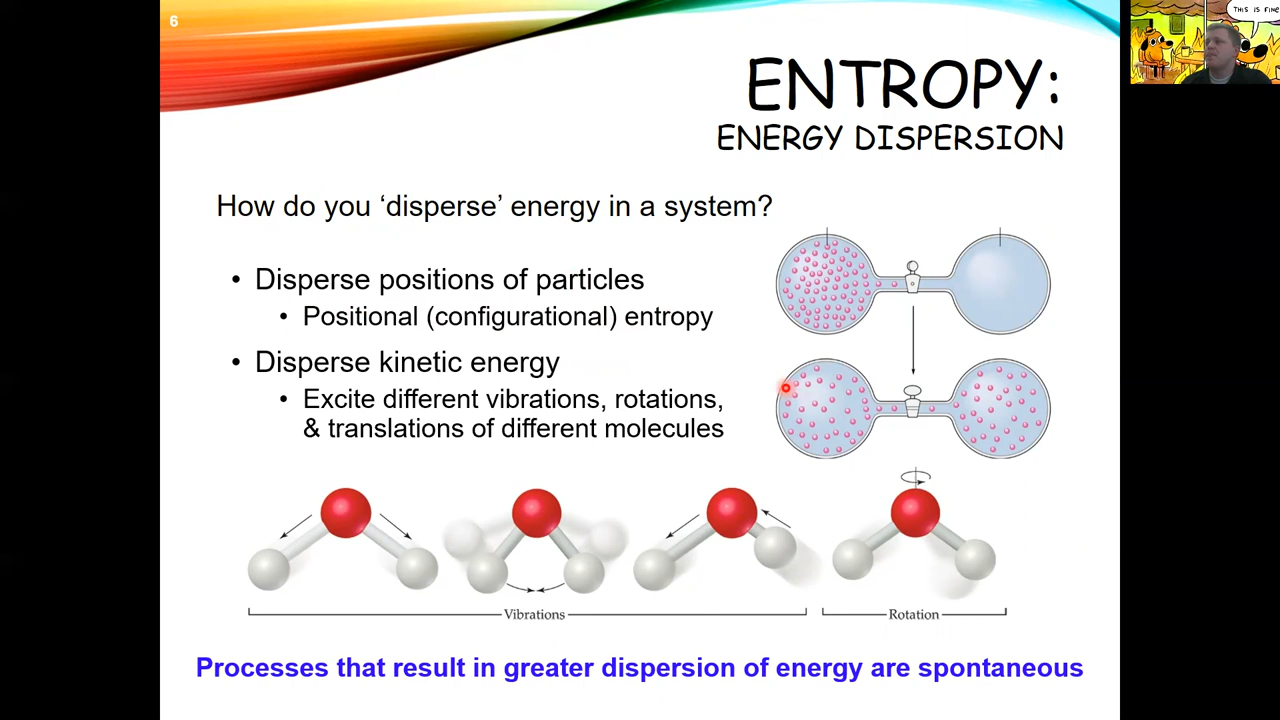 6
THIS IS FINE
ENTROPY:
ENERGY DISPERSION
How do you ‘disperse’ energy in a system?
• Disperse positions of particles
• Positional (configurational) entropy
• Disperse kinetic energy
• Excite different vibrations, rotations,
& translations of different molecules
Vibrations
Rotation
Processes that result in greater dispersion of energy are spontaneous